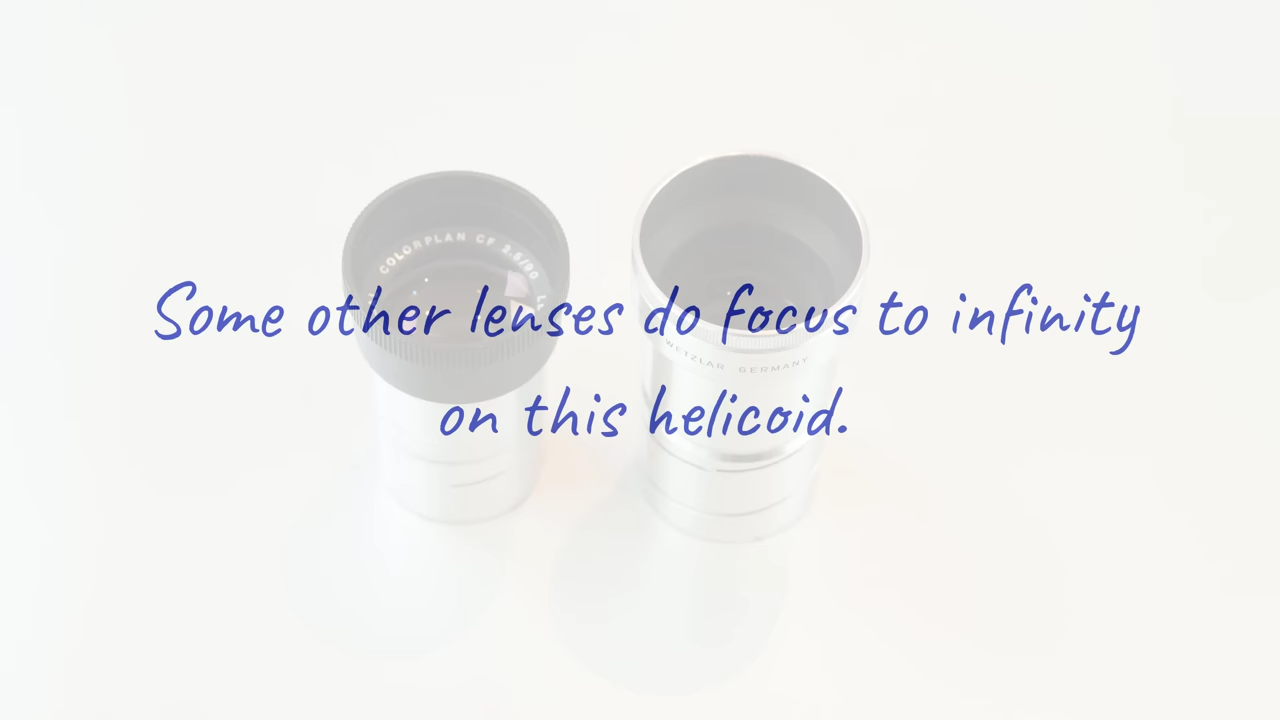 COLORPLAN CF 2.5/90
Some other lenses do focus to infinity
WETZLAR GERMANY
on this helicoid.